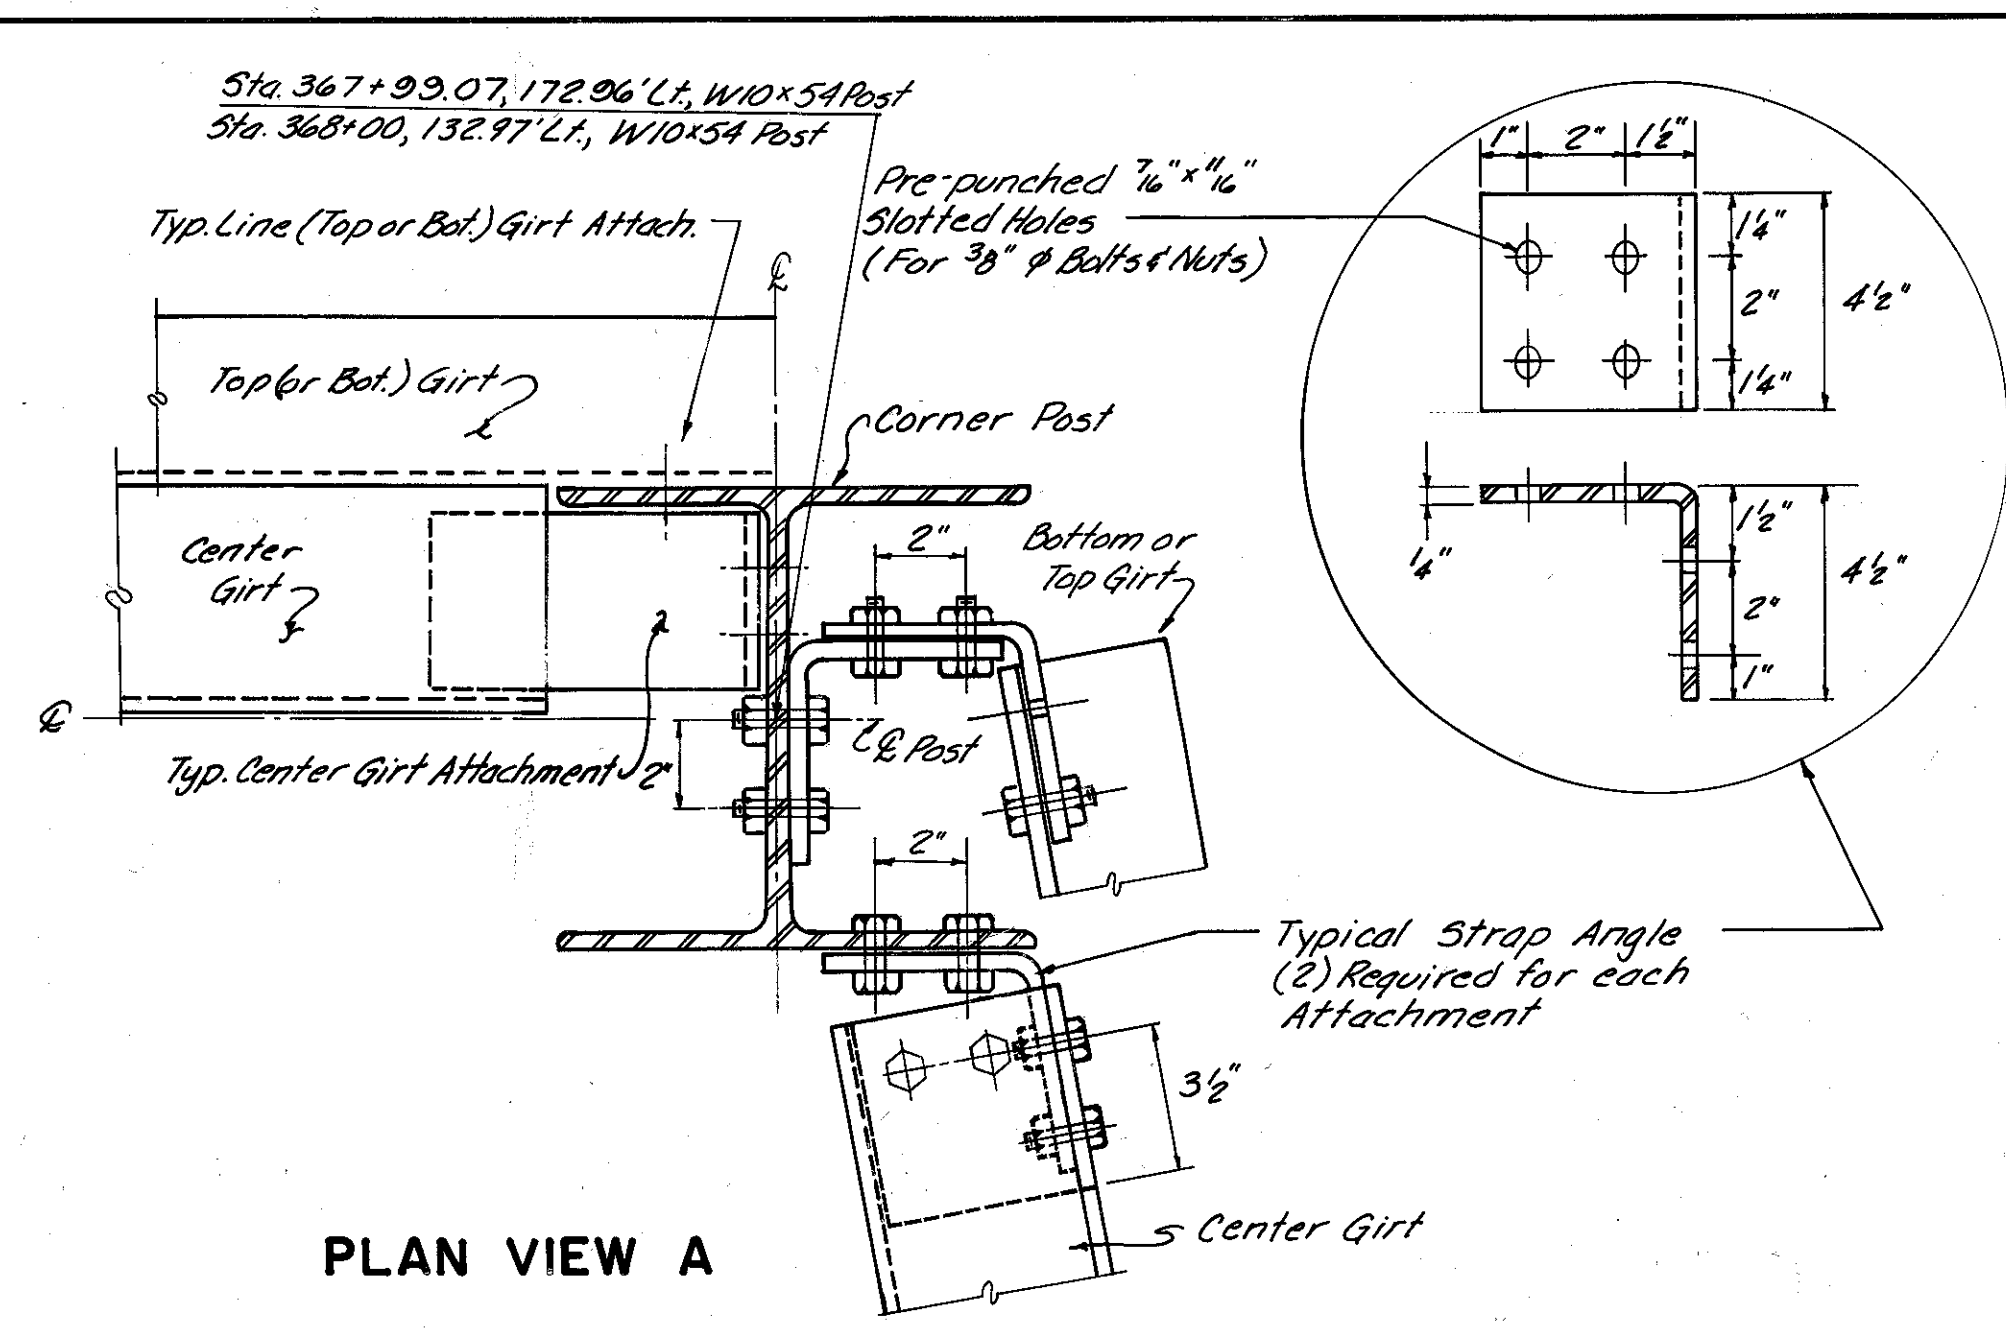 Sta. 367+99.07, 172.96' Lt., W10x54 Post
Sta. 368+00, 132.97' Lt., W10x54 Post
Typ. Line (Top or Bot.) Girt Attach.
℄
Pre-punched 7/16" x 11/16"
Slotted Holes
(For 3/8" φ Bolts & Nuts)
1" 2" 1 1/2"
1 1/4"
2"
4 1/2"
1 1/4"
Top (or Bot.) Girt
Corner Post
Center
Girt
2"
Bottom or
Top Girt
1/4"
1 1/2"
2"
4 1/2"
1"
℄
℄ Post
Typ. Center Girt Attachment
2"
2"
Typical Strap Angle
(2) Required for each
Attachment
3 1/2"
Center Girt
PLAN VIEW A